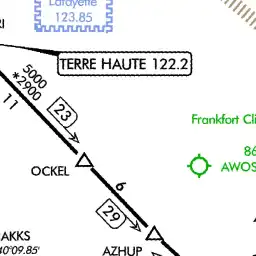 Lafayette
123.85
RI
TERRE HAUTE 122.2
5000
*2900
11
23
Frankfort Cli
86
AWOS
OCKEL
6
29
AKKS
40°09.85'
AZHUP